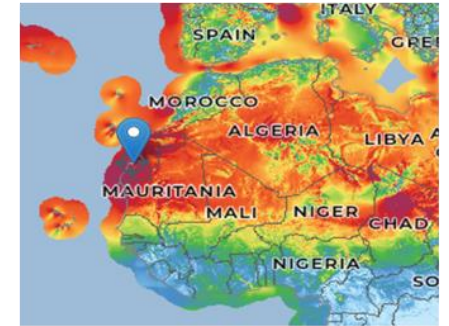 ITALY
SPAIN
GRE
MOROCCO
ALGERIA
LIBYA A
MAURITANIA
MALI
NIGER
CHAD
NIGERIA
SO